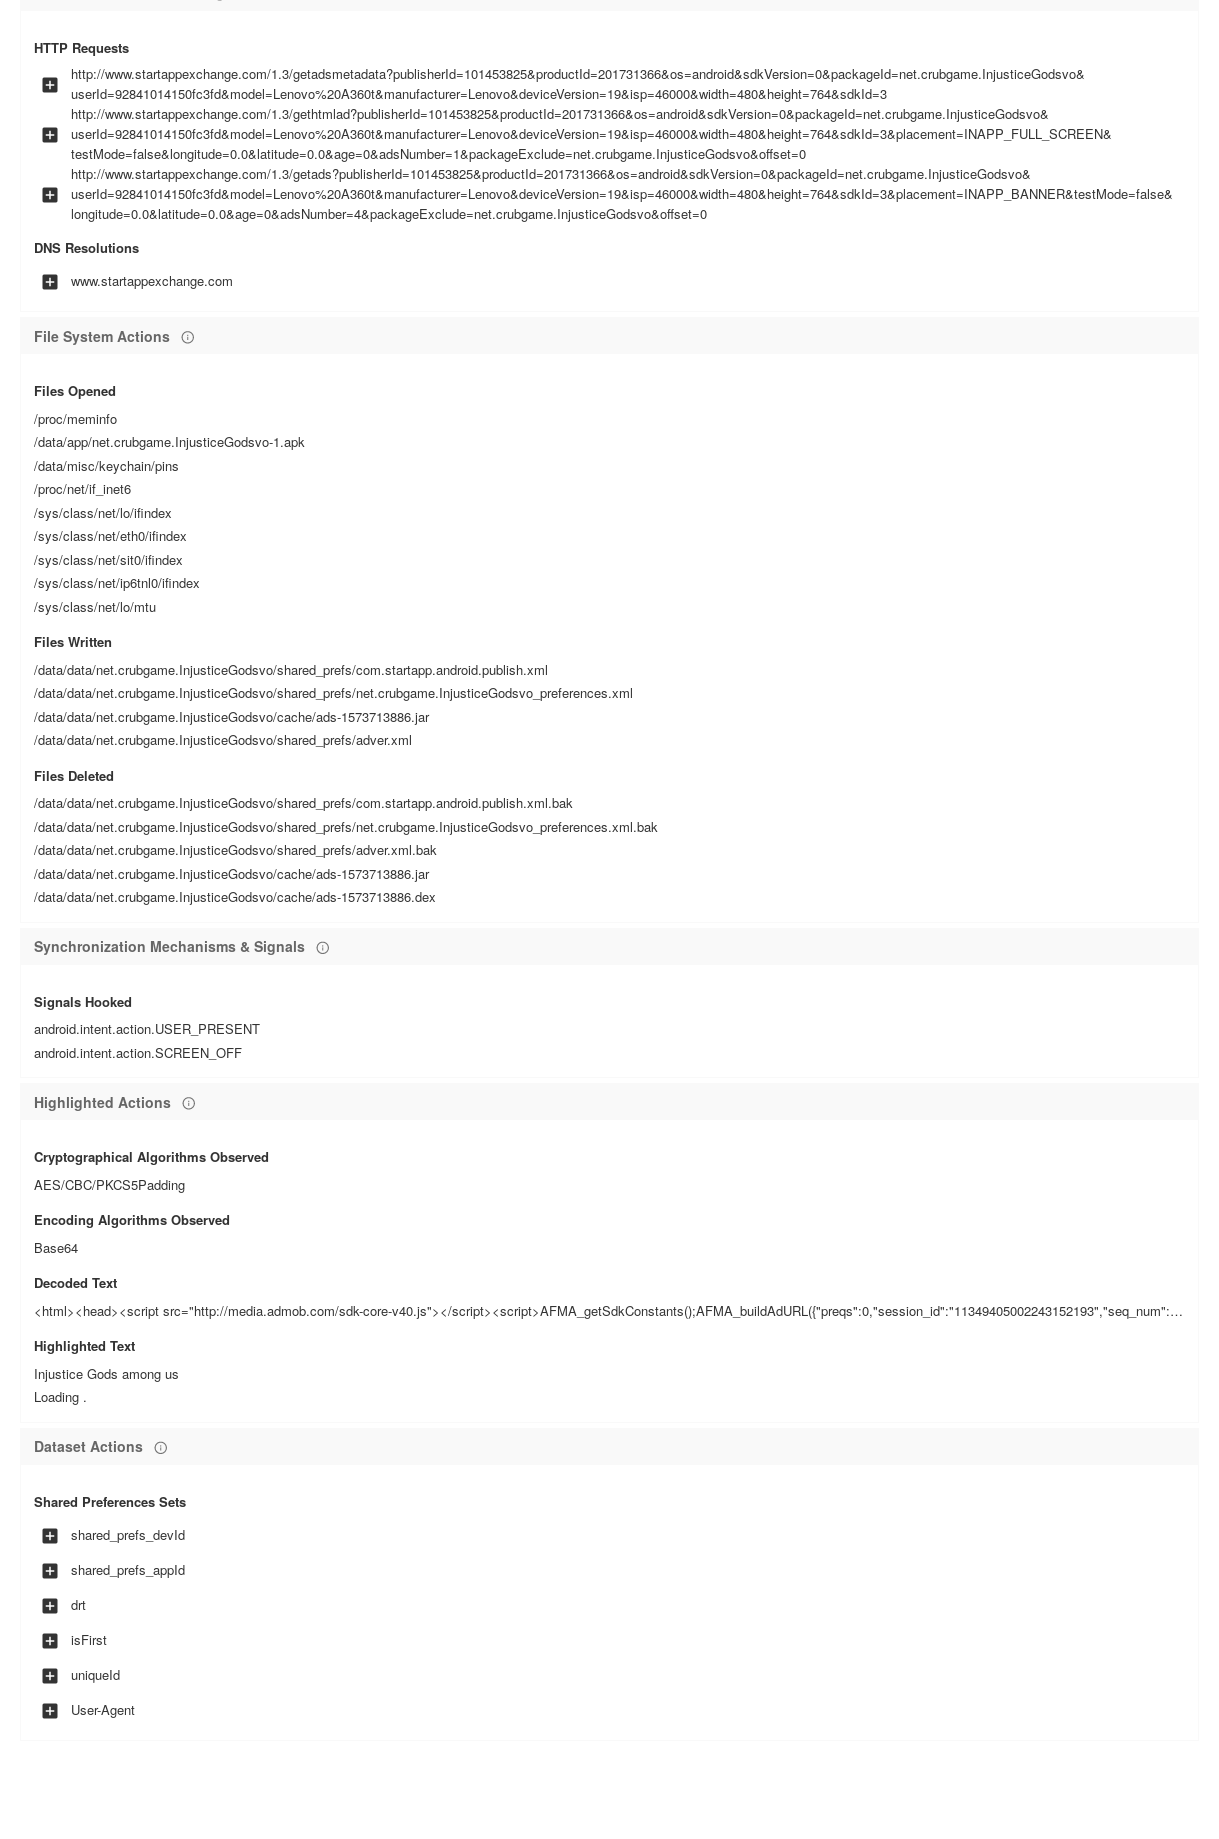 HTTP Requests
http://www.startappexchange.com/1.3/getadsmetadata?publisherId=101453825&productId=201731366&os=android&sdkVersion=0&packageId=net.crubgame.InjusticeGodsvo&
userId=92841014150fc3fd&model=Lenovo%20A360t&manufacturer=Lenovo&deviceVersion=19&isp=46000&width=480&height=764&sdkId=3
http://www.startappexchange.com/1.3/gethtmlad?publisherId=101453825&productId=201731366&os=android&sdkVersion=0&packageId=net.crubgame.InjusticeGodsvo&
userId=92841014150fc3fd&model=Lenovo%20A360t&manufacturer=Lenovo&deviceVersion=19&isp=46000&width=480&height=764&sdkId=3&placement=INAPP_FULL_SCREEN&
testMode=false&longitude=0.0&latitude=0.0&age=0&adsNumber=1&packageExclude=net.crubgame.InjusticeGodsvo&offset=0
http://www.startappexchange.com/1.3/getads?publisherId=101453825&productId=201731366&os=android&sdkVersion=0&packageId=net.crubgame.InjusticeGodsvo&
userId=92841014150fc3fd&model=Lenovo%20A360t&manufacturer=Lenovo&deviceVersion=19&isp=46000&width=480&height=764&sdkId=3&placement=INAPP_BANNER&testMode=false&
longitude=0.0&latitude=0.0&age=0&adsNumber=4&packageExclude=net.crubgame.InjusticeGodsvo&offset=0
DNS Resolutions
www.startappexchange.com
File System Actions
Files Opened
/proc/meminfo
/data/app/net.crubgame.InjusticeGodsvo-1.apk
/data/misc/keychain/pins
/proc/net/if_inet6
/sys/class/net/lo/ifindex
/sys/class/net/eth0/ifindex
/sys/class/net/sit0/ifindex
/sys/class/net/ip6tnl0/ifindex
/sys/class/net/lo/mtu
Files Written
/data/data/net.crubgame.InjusticeGodsvo/shared_prefs/com.startapp.android.publish.xml
/data/data/net.crubgame.InjusticeGodsvo/shared_prefs/net.crubgame.InjusticeGodsvo_preferences.xml
/data/data/net.crubgame.InjusticeGodsvo/cache/ads-1573713886.jar
/data/data/net.crubgame.InjusticeGodsvo/shared_prefs/adver.xml
Files Deleted
/data/data/net.crubgame.InjusticeGodsvo/shared_prefs/com.startapp.android.publish.xml.bak
/data/data/net.crubgame.InjusticeGodsvo/shared_prefs/net.crubgame.InjusticeGodsvo_preferences.xml.bak
/data/data/net.crubgame.InjusticeGodsvo/shared_prefs/adver.xml.bak
/data/data/net.crubgame.InjusticeGodsvo/cache/ads-1573713886.jar
/data/data/net.crubgame.InjusticeGodsvo/cache/ads-1573713886.dex
Synchronization Mechanisms & Signals
Signals Hooked
android.intent.action.USER_PRESENT
android.intent.action.SCREEN_OFF
Highlighted Actions
Cryptographical Algorithms Observed
AES/CBC/PKCS5Padding
Encoding Algorithms Observed
Base64
Decoded Text
<html><head><script src="http://media.admob.com/sdk-core-v40.js"></script><script>AFMA_getSdkConstants();AFMA_buildAdURL({"preqs":0,"session_id":"11349405002243152193","seq_num":…
Highlighted Text
Injustice Gods among us
Loading .
Dataset Actions
Shared Preferences Sets
shared_prefs_devId
shared_prefs_appId
drt
isFirst
uniqueId
User-Agent